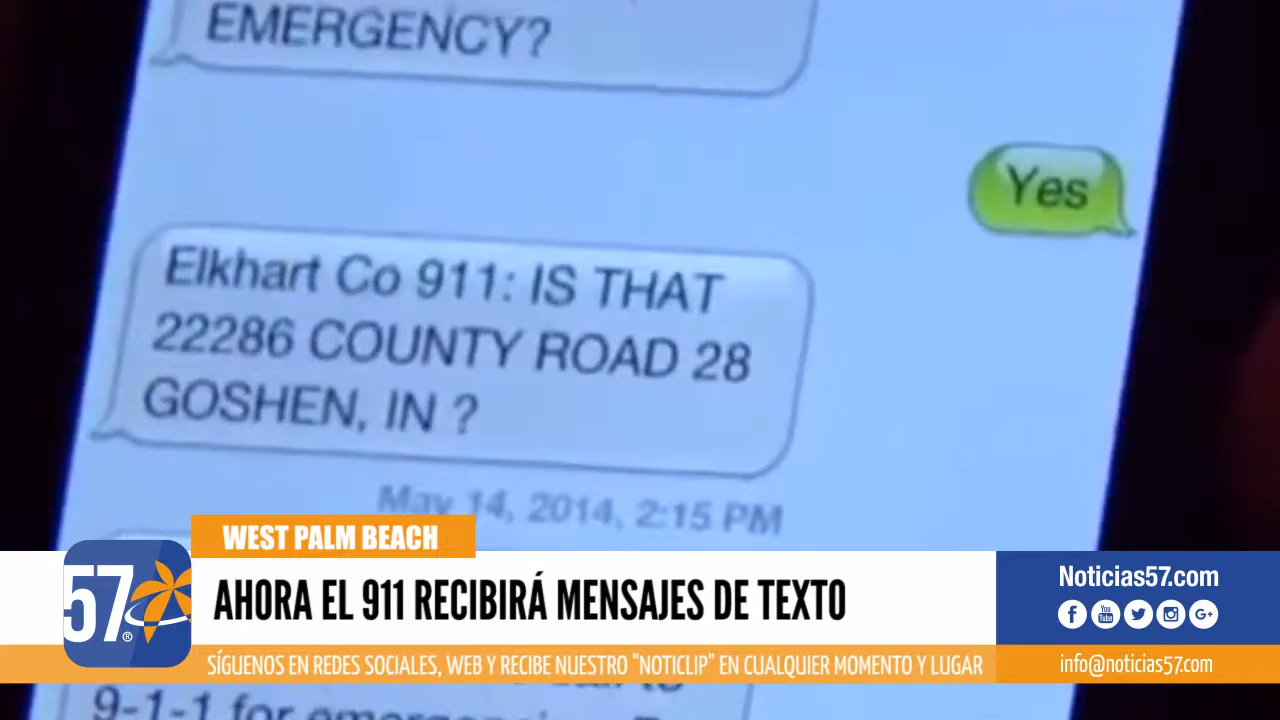 EMERGENCY?
Yes
Elkhart Co 911: IS THAT
22286 COUNTY ROAD 28
GOSHEN, IN ?
May 14, 2014, 2:15 PM
WEST PALM BEACH
57®
AHORA EL 911 RECIBIRÁ MENSAJES DE TEXTO
Noticias57.com
f You Tube G+
SÍGUENOS EN REDES SOCIALES, WEB Y RECIBE NUESTRO "NOTICLIP" EN CUALQUIER MOMENTO Y LUGAR
info@noticias57.com
9-1-1 for